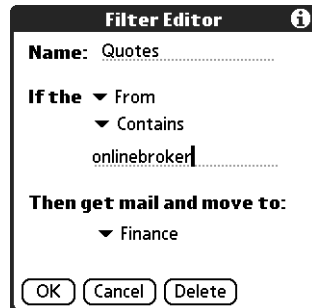 Filter Editor
Name: Quotes
If the From
Contains
onlinebroker
Then get mail and move to:
Finance
OK Cancel Delete